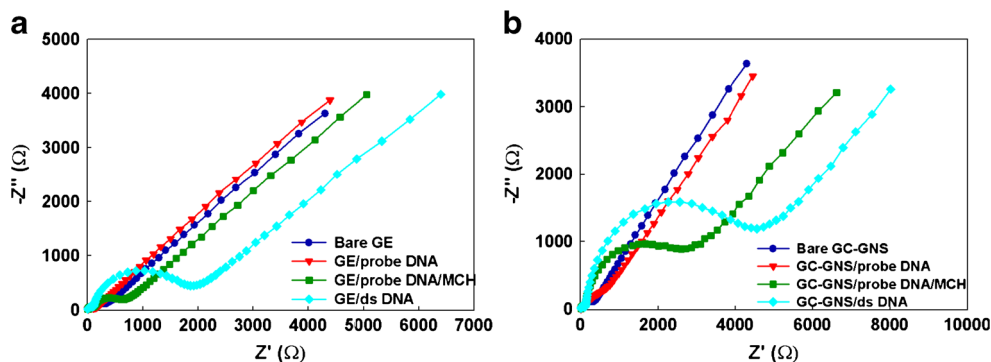 a
5000
4000
3000
2000
1000
0
-Z'' (Ω)
0 1000 2000 3000 4000 5000 6000 7000
Z' (Ω)
Bare GE
GE/probe DNA
GE/probe DNA/MCH
GE/ds DNA
b
4000
3000
2000
1000
0
-Z'' (Ω)
0 2000 4000 6000 8000 10000
Z' (Ω)
Bare GC-GNS
GC-GNS/probe DNA
GC-GNS/probe DNA/MCH
GC-GNS/ds DNA